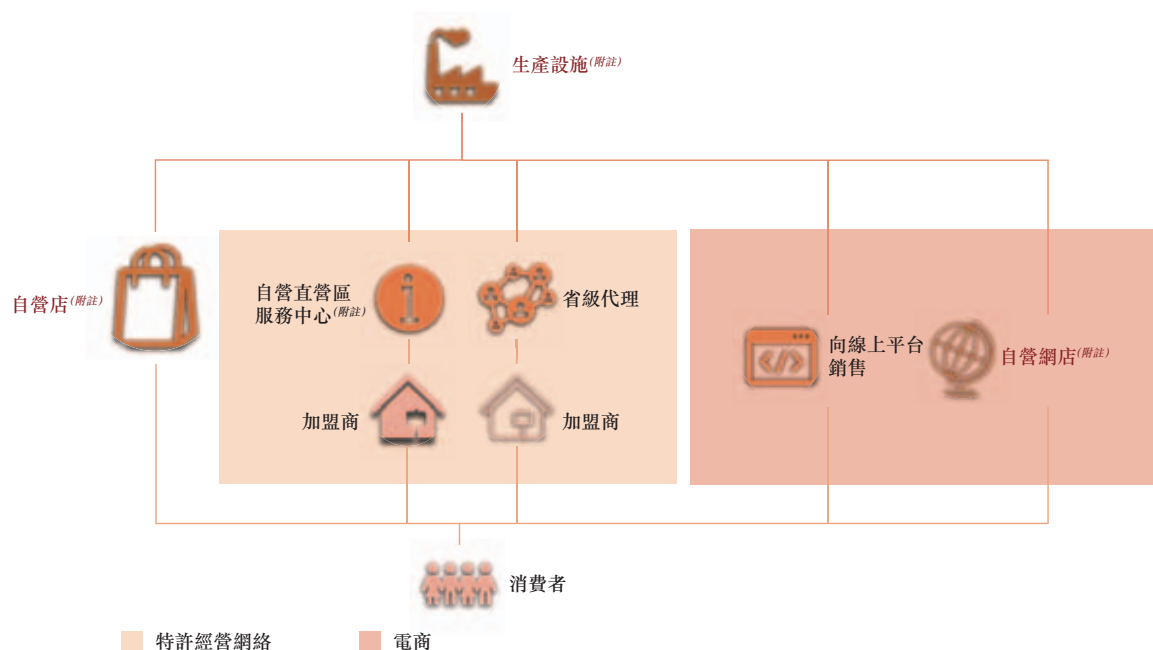 生產設施(附註)
自營店(附註)
自營直營區
服務中心(附註)
省級代理
加盟商
加盟商
向線上平台
銷售
自營網店(附註)
消費者
特許經營網絡
電商